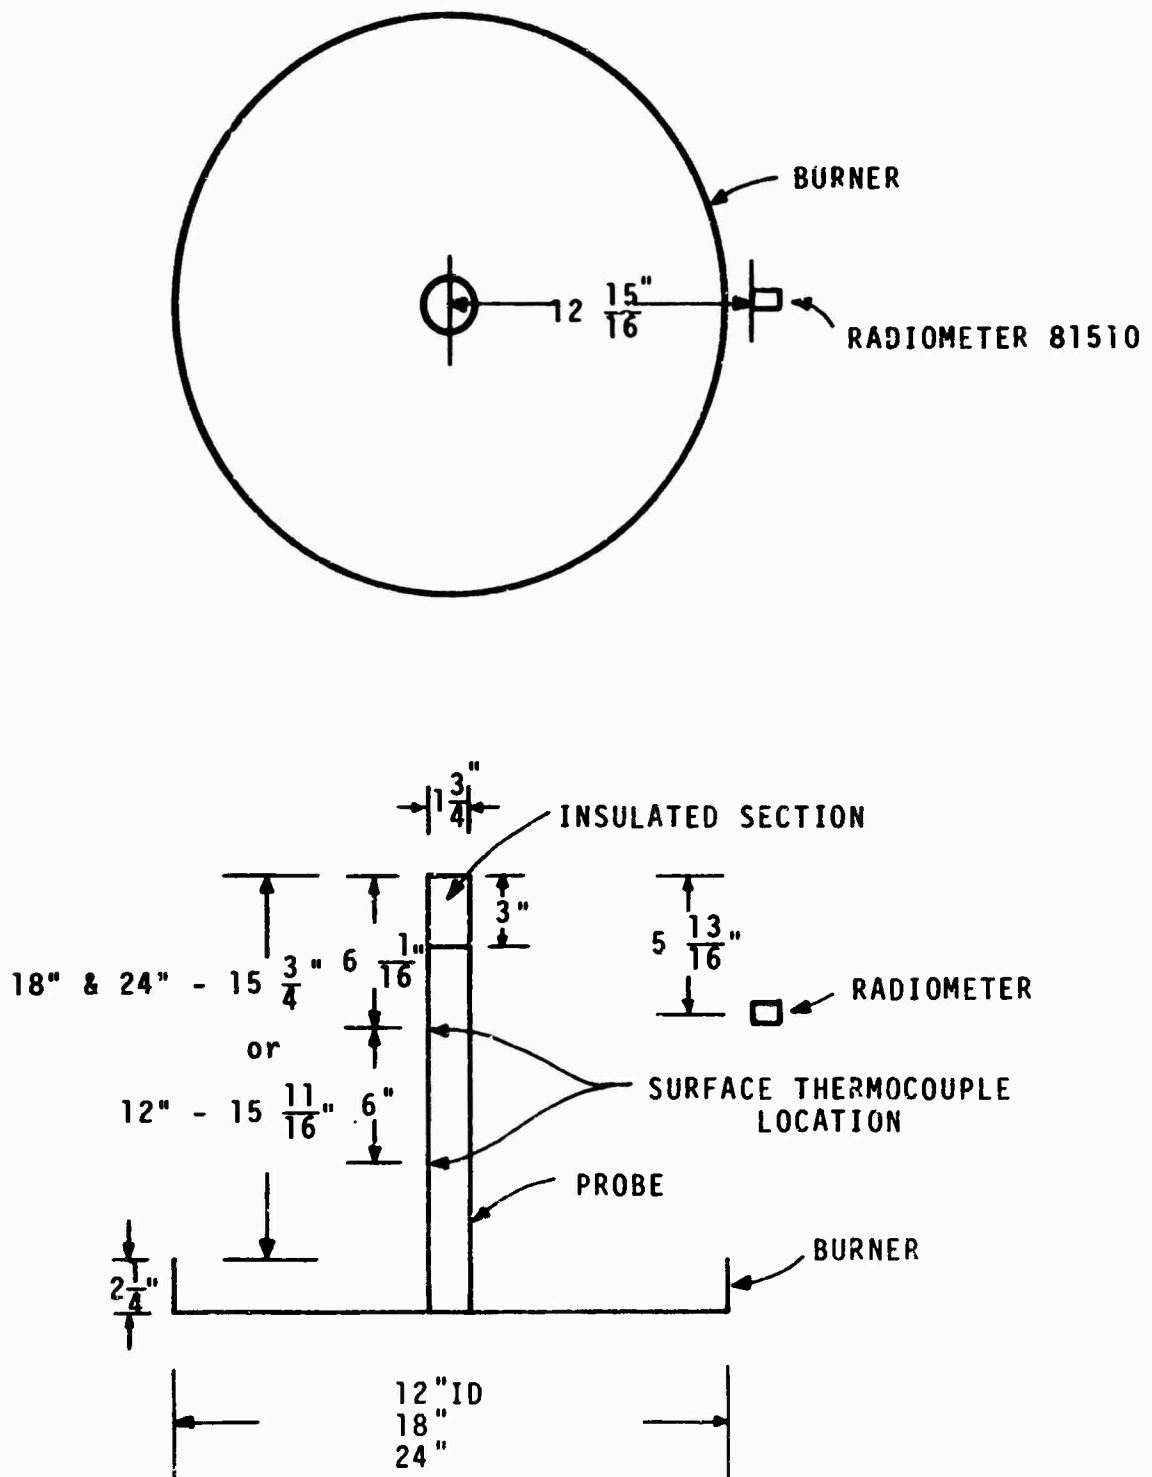 BURNER
12 15/16"
RADIOMETER 81510
1 3/4"
INSULATED SECTION
3"
5 13/16"
6 1/16"
18" & 24" - 15 3/4"
RADIOMETER
or
12" - 15 11/16"
6"
SURFACE THERMOCOUPLE
LOCATION
PROBE
BURNER
2 1/4"
12"ID
18"
24"